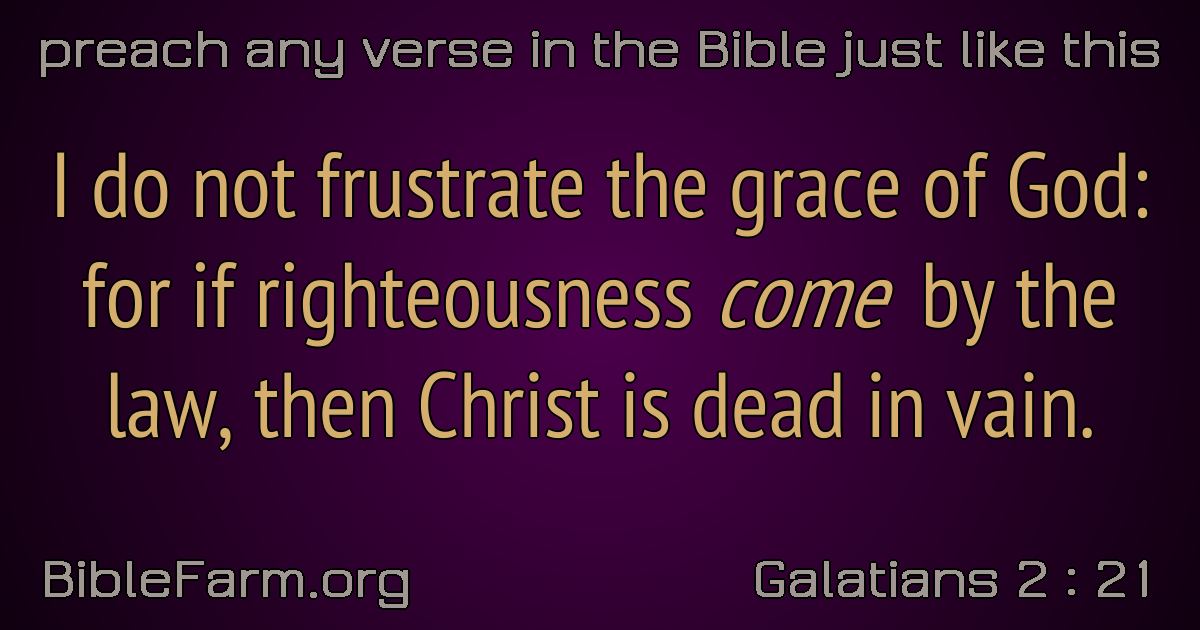 preach any verse in the Bible just like this
I do not frustrate the grace of God:
for if righteousness come by the
law, then Christ is dead in vain.
BibleFarm.org
Galatians 2 : 21